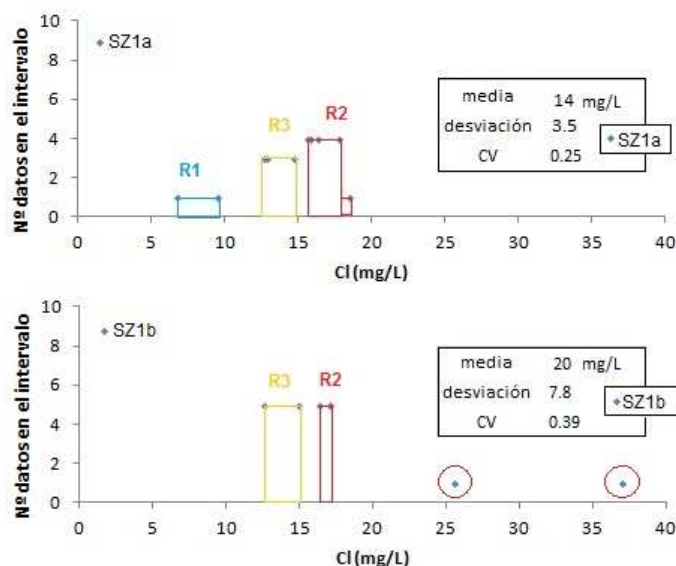 Nº datos en el intervalo
10
8
6
4
2
0
SZ1a
R1
R3
R2
media 14 mg/L
desviación 3.5
CV 0.25
SZ1a
0 5 10 15 20 25 30 35 40
Cl (mg/L)
Nº datos en el intervalo
10
8
6
4
2
0
SZ1b
R3
R2
media 20 mg/L
desviación 7.8
CV 0.39
SZ1b
0 5 10 15 20 25 30 35 40
Cl (mg/L)